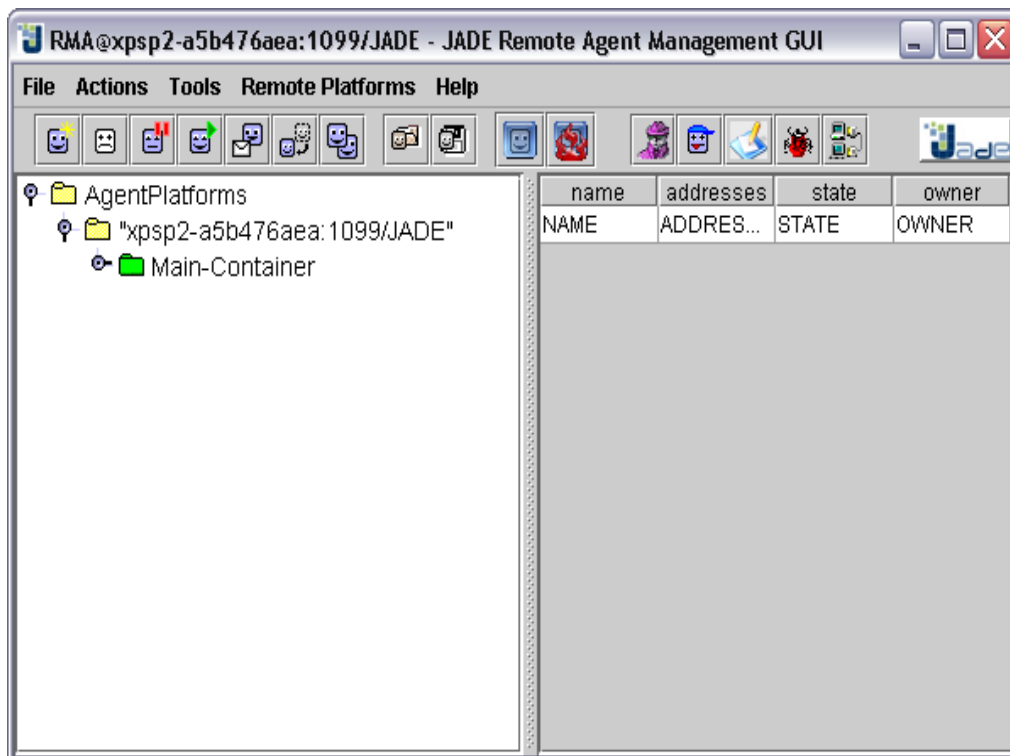 RMA@xpsp2-a5b476aea:1099/JADE - JADE Remote Agent Management GUI
File Actions Tools Remote Platforms Help
Jade
AgentPlatforms
"xpsp2-a5b476aea:1099/JADE"
Main-Container
name addresses state owner
NAME ADDRES... STATE OWNER